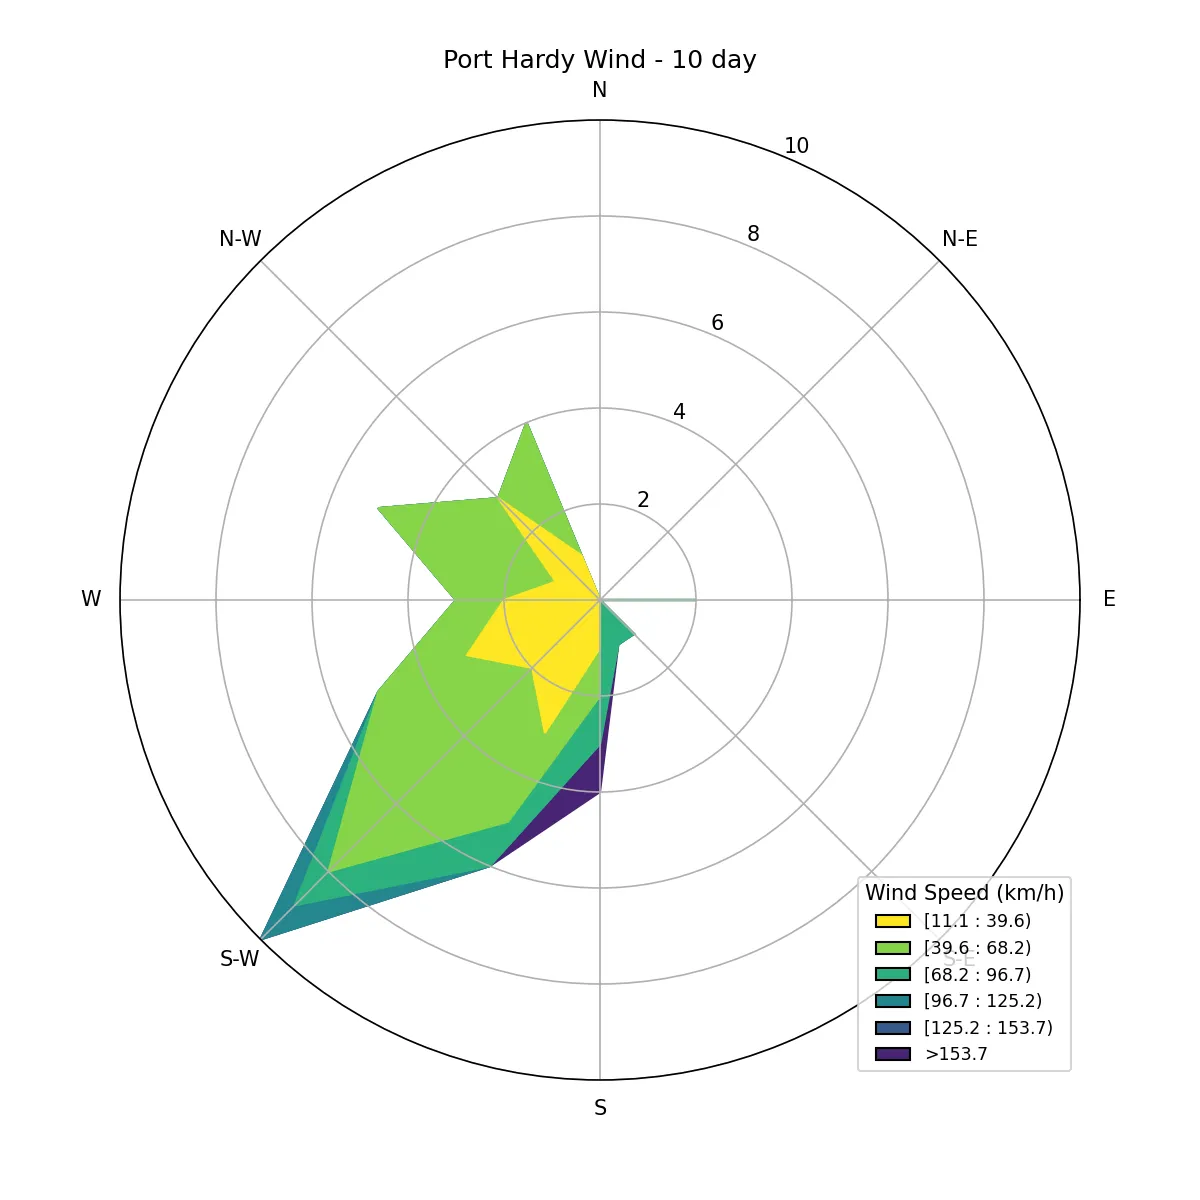 Port Hardy Wind - 10 day
N
10
N-W
N-E
8
6
4
2
W
E
S-W
S-E
S
Wind Speed (km/h)
[11.1 : 39.6)
[39.6 : 68.2)
[68.2 : 96.7)
[96.7 : 125.2)
[125.2 : 153.7)
>153.7